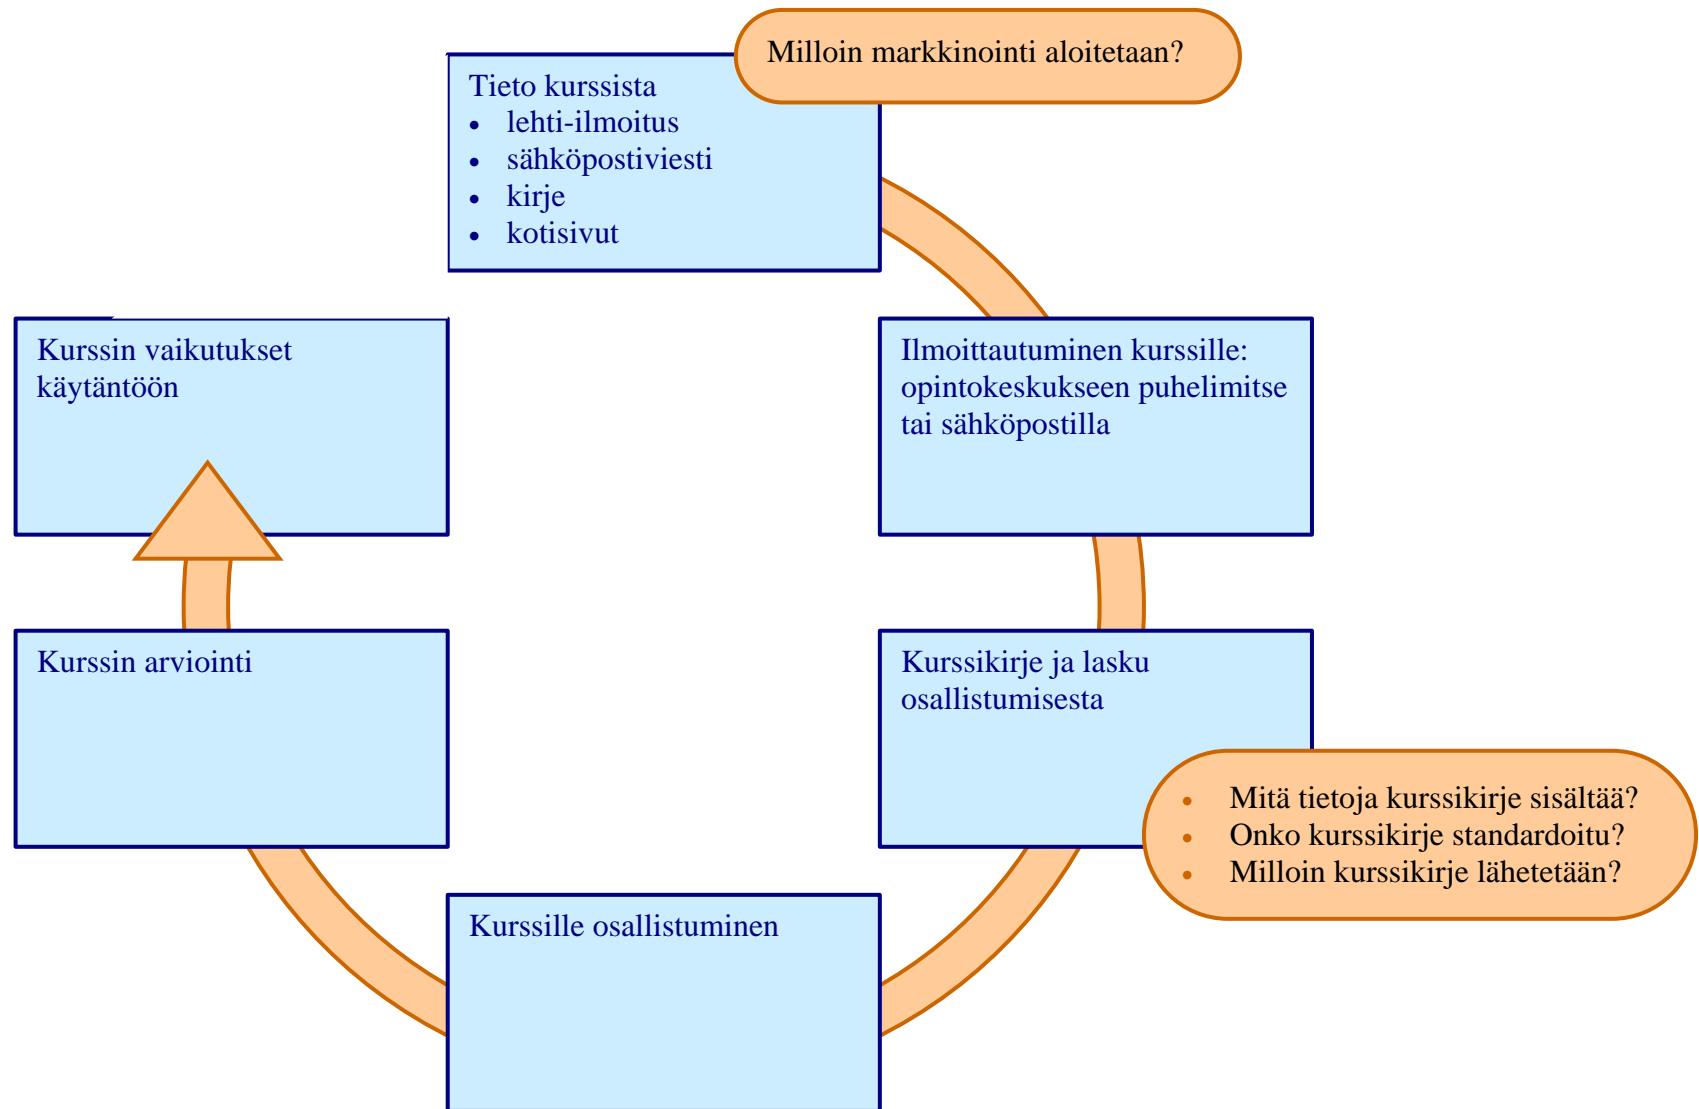 Milloin markkinointi aloitetaan?
Tieto kurssista
• lehti-ilmoitus
• sähköpostiviesti
• kirje
• kotisivut
Ilmoittautuminen kurssille:
opintokeskukseen puhelimitse
tai sähköpostilla
Kurssikirje ja lasku
osallistumisesta
• Mitä tietoja kurssikirje sisältää?
• Onko kurssikirje standardoitu?
• Milloin kurssikirje lähetetään?
Kurssille osallistuminen
Kurssin arviointi
Kurssin vaikutukset
käytäntöön